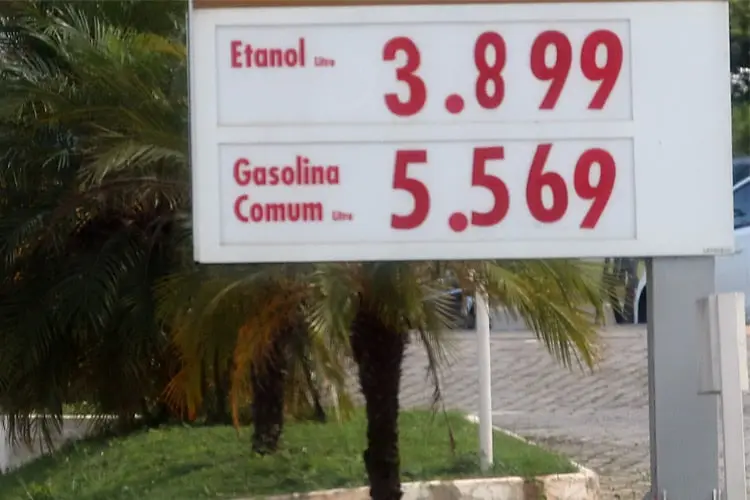 Etanol Litro 3.899
Gasolina
Comum Litro 5.569